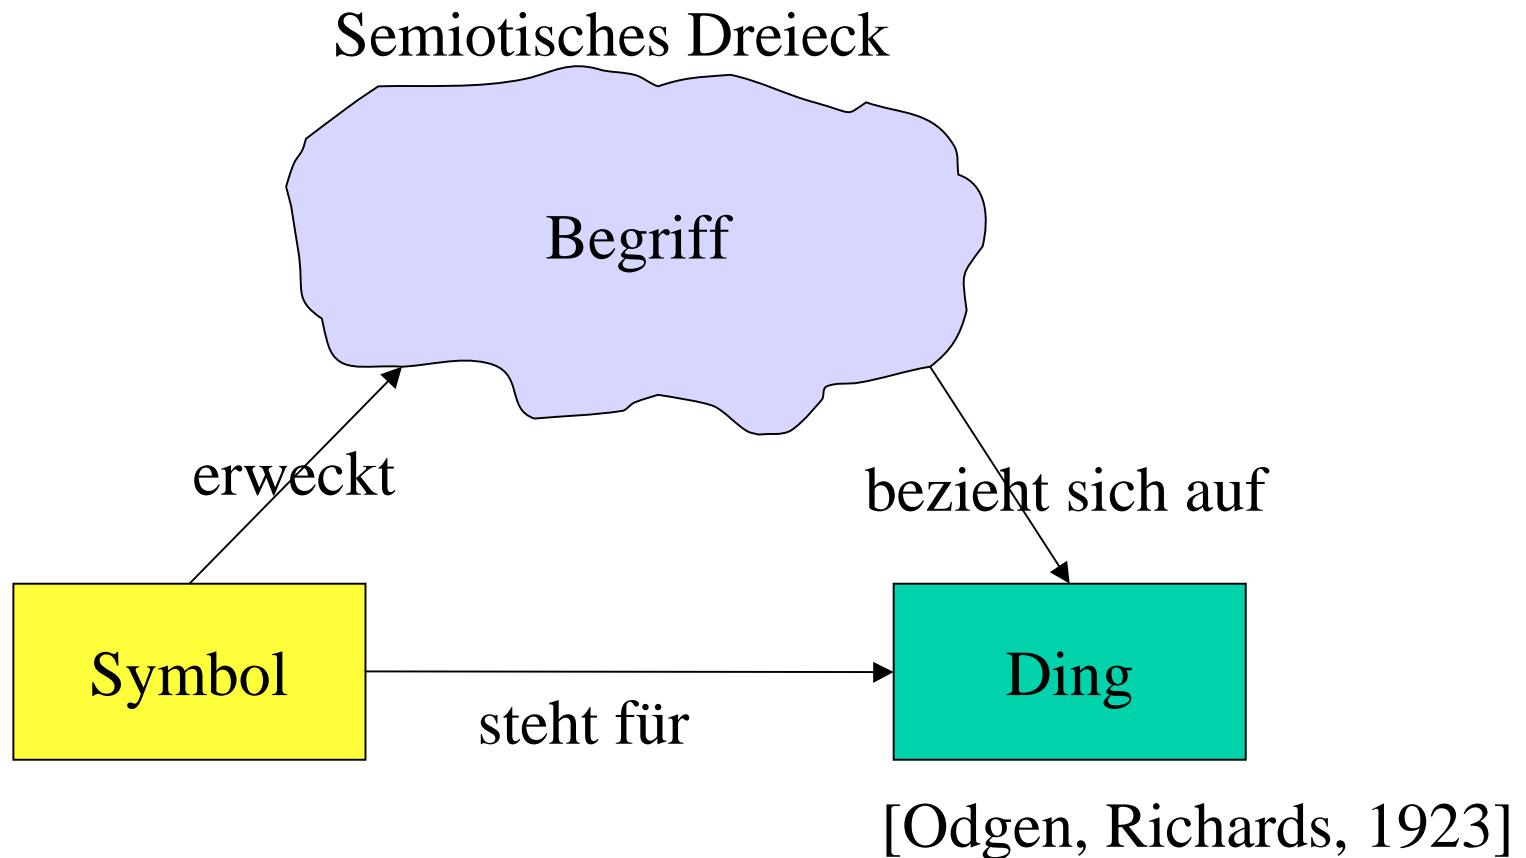 Semiotisches Dreieck
Begriff
erweckt
bezieht sich auf
Symbol
Ding
steht für
[Odgen, Richards, 1923]